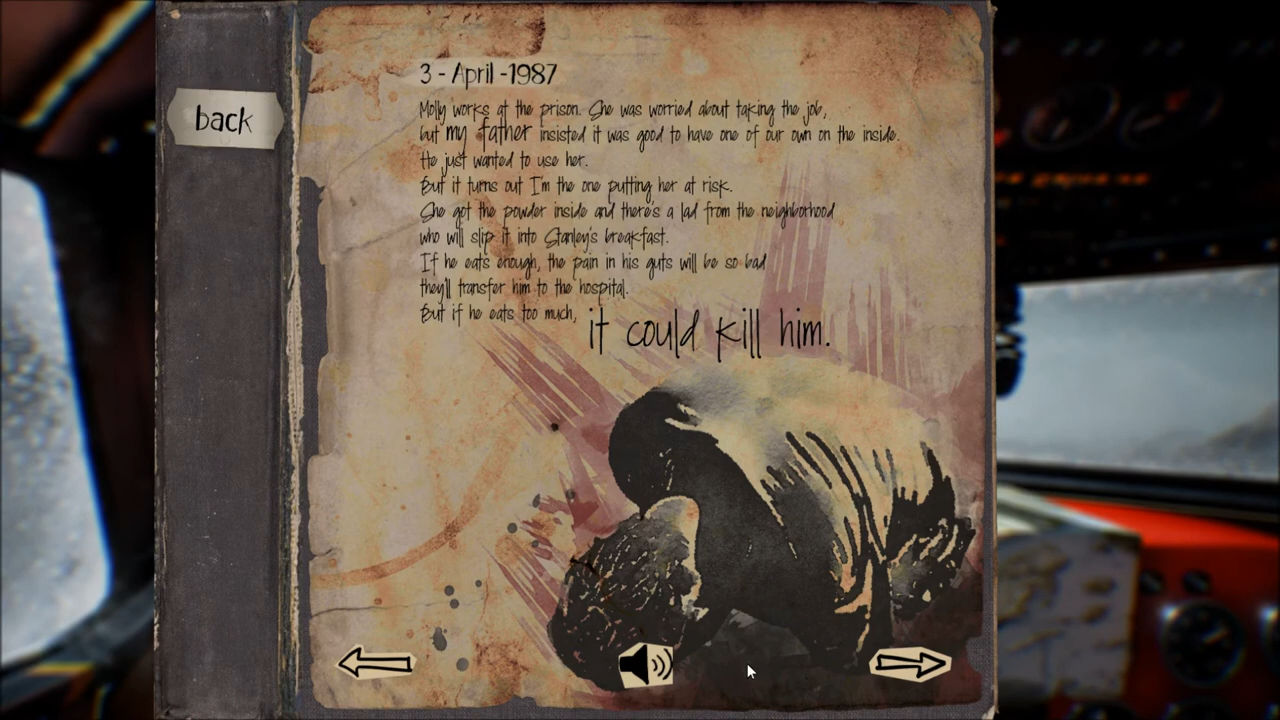 back
3 - April -1987
Molly works at the prison. She was worried about taking the job,
but my father insisted it was good to have one of our own on the inside.
He just wanted to use her.
But it turns out I'm the one putting her at risk.
She got the powder inside and there's a lad from the neighborhood
who will slip it into Stanley's breakfast.
If he eats enough, the pain in his guts will be so bad
they'll transfer him to the hospital.
But if he eats too much, it could kill him.